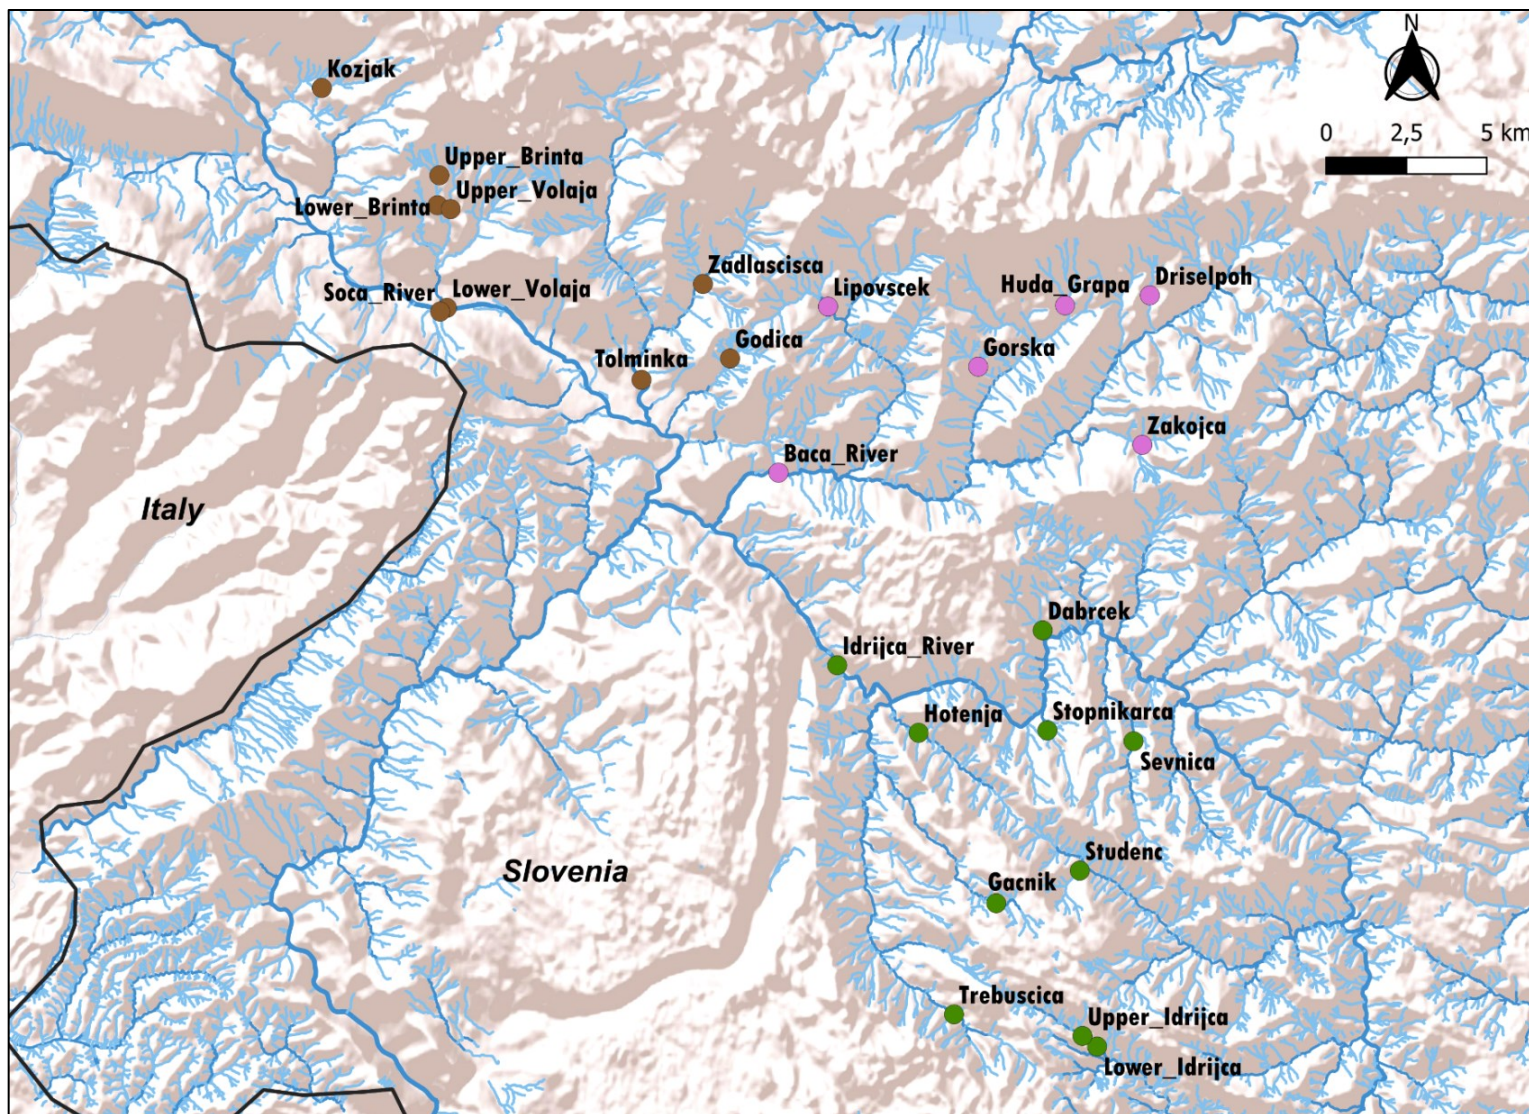 N
0 2,5 5 km
Kozjak
Upper_Brinta
Upper_Volaja
Lower_Brinta
Zadlascisca
Soca_River
Lower_Volaja
Lipovscek
Huda_Grapa
Driselpoh
Godica
Tolminka
Gorska
Zakojca
Baca_River
Italy
Dabrcek
Idrijca_River
Hotenja
Stopnikarca
Sevnica
Studenc
Slovenia
Gacnik
Trebuscica
Upper_Idrijca
Lower_Idrijca